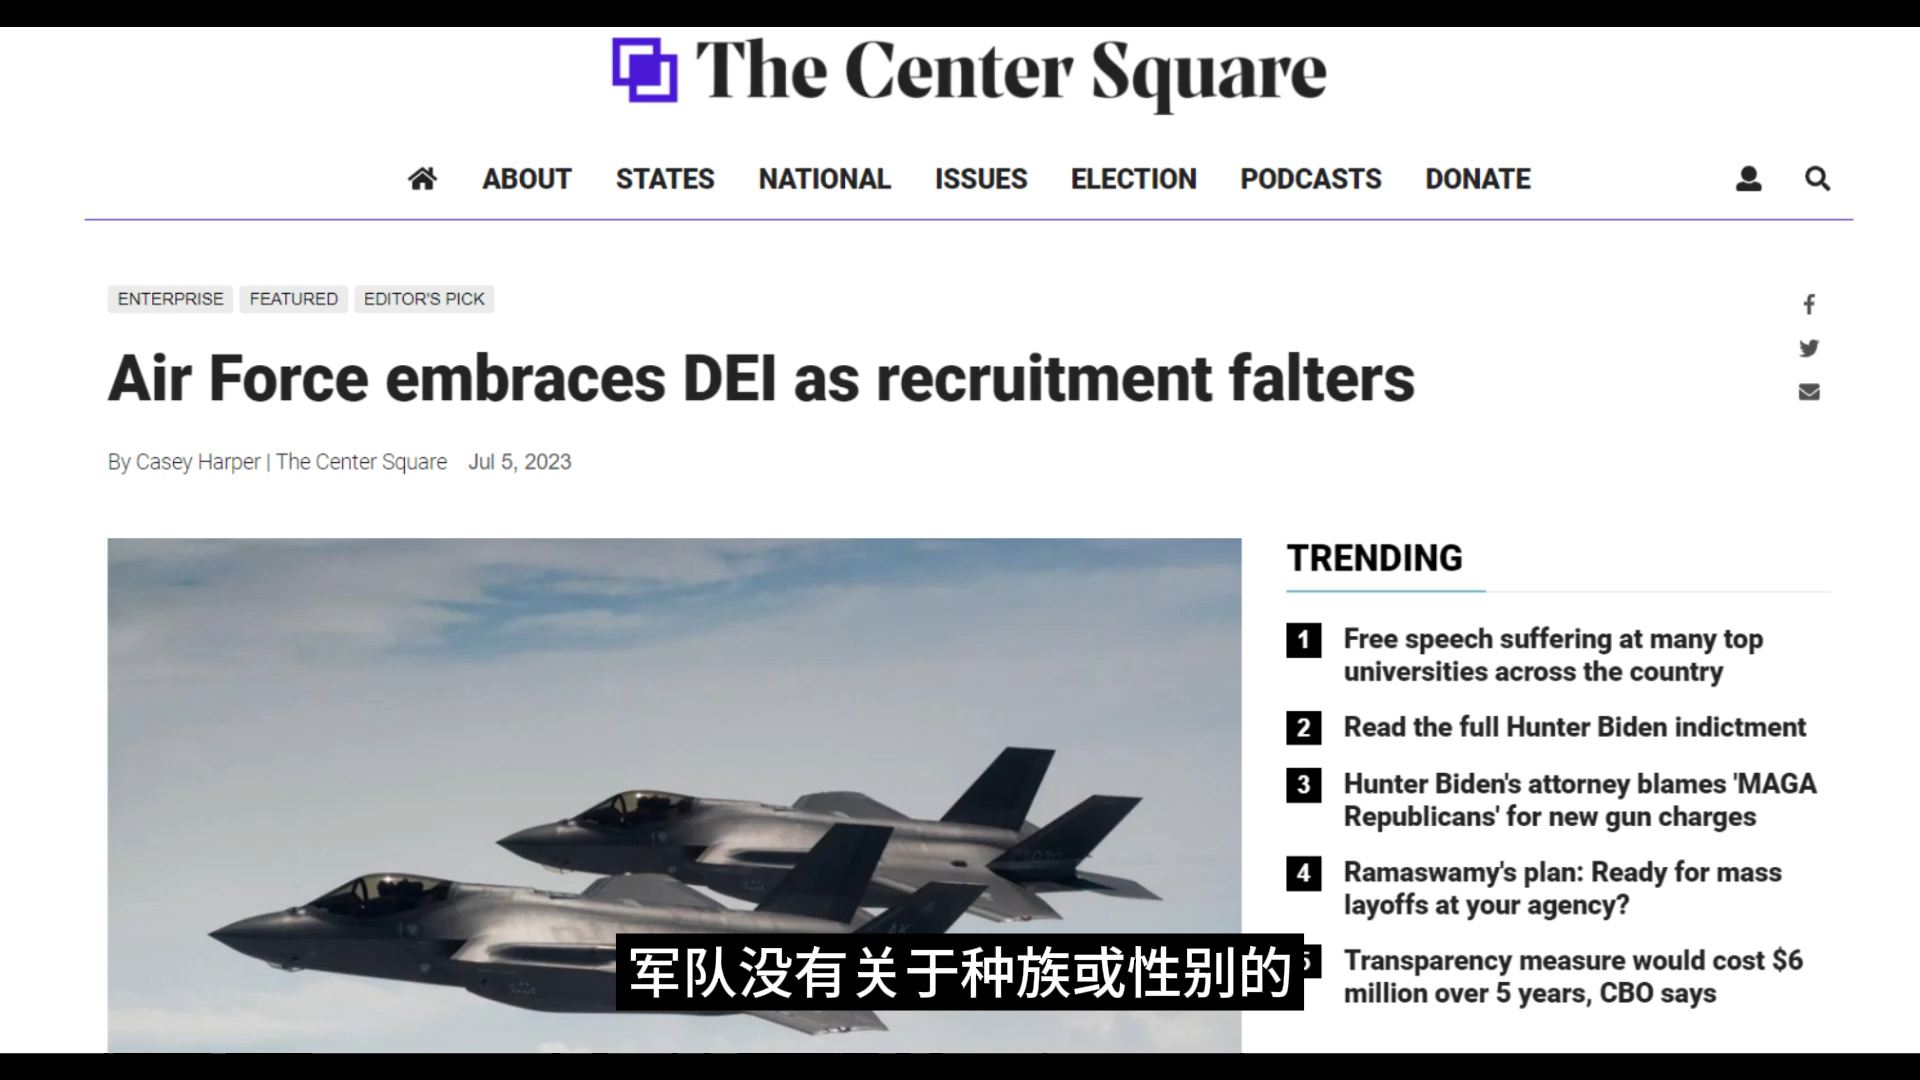 The Center Square
ABOUT STATES NATIONAL ISSUES ELECTION PODCASTS DONATE
ENTERPRISE FEATURED EDITOR'S PICK
Air Force embraces DEI as recruitment falters
By Casey Harper | The Center Square Jul 5, 2023
TRENDING
1 Free speech suffering at many top
universities across the country
2 Read the full Hunter Biden indictment
3 Hunter Biden's attorney blames 'MAGA
Republicans' for new gun charges
4 Ramaswamy's plan: Ready for mass
layoffs at your agency?
5 Transparency measure would cost $6
million over 5 years, CBO says
军队没有关于种族或性别的